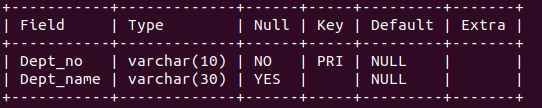 +-----------+-------------+------+-----+---------+-------+
| Field     | Type        | Null | Key | Default | Extra |
+-----------+-------------+------+-----+---------+-------+
| Dept_no   | varchar(10) | NO   | PRI | NULL    |       |
| Dept_name | varchar(30) | YES  |     | NULL    |       |
+-----------+-------------+------+-----+---------+-------+